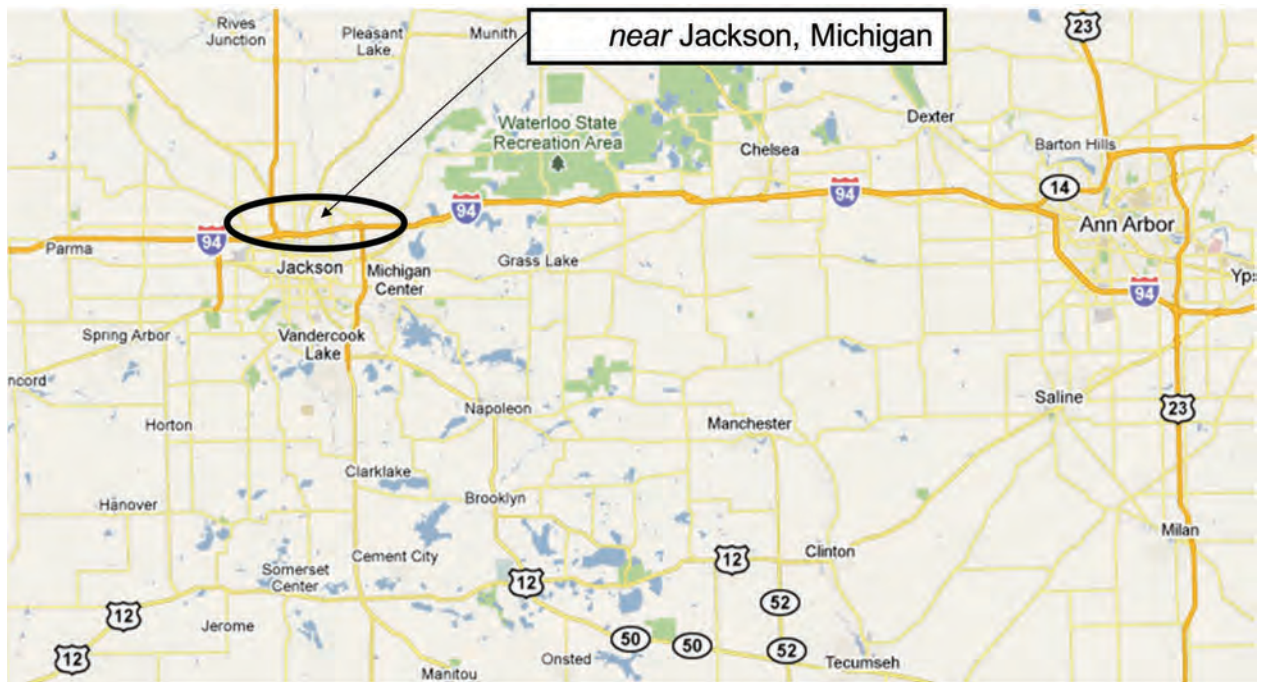 Rives
Junction
Pleasant
Lake
Munith
near Jackson, Michigan
23
Dexter
Waterloo State
Recreation Area
Chelsea
Barton Hills
14
94
94
94
Parma
Ann Arbor
Jackson
Michigan
Center
Grass Lake
Yps
94
Spring Arbor
Vandercook
Lake
ncord
Saline
Napoleon
23
Horton
Manchester
Clarklake
Hanover
Brooklyn
Milan
Cement City
Clinton
Somerset
Center
12
12
12
52
Jerome
50
50
52
12
Onsted
Tecumseh
Manitou